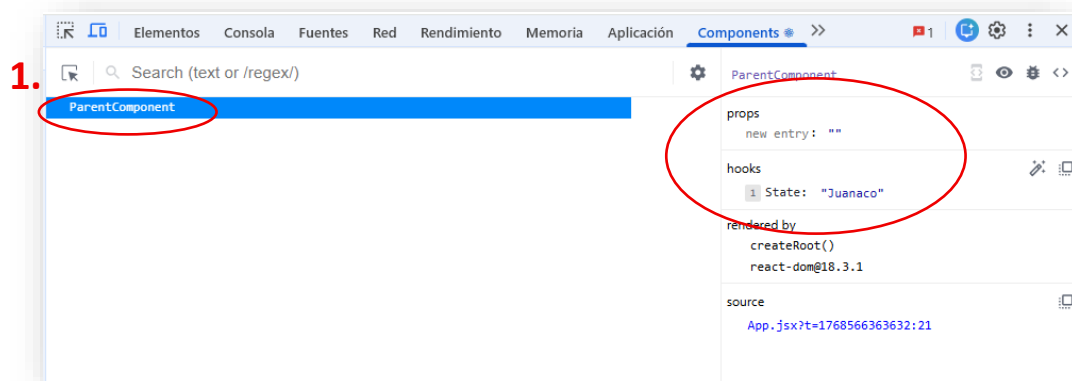 Elementos Consola Fuentes Red Rendimiento Memoria Aplicación Components 1
1.
Search (text or /regex/)
ParentComponent
ParentComponent
props
new entry: ""
hooks
1 State: "Juanaco"
rendered by
createRoot()
react-dom@18.3.1
source
App.jsx?t=1768566363632:21